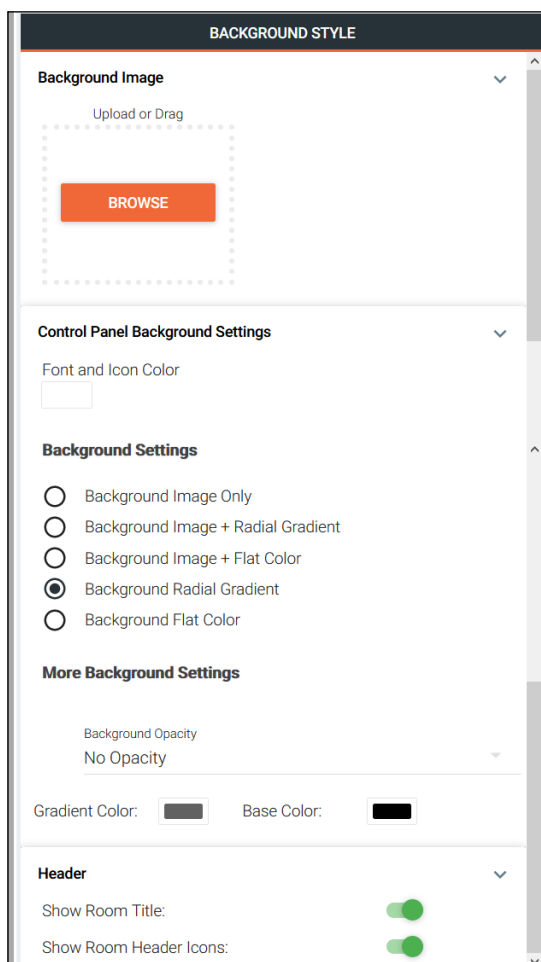 BACKGROUND STYLE
Background Image
Upload or Drag
BROWSE
Control Panel Background Settings
Font and Icon Color
Background Settings
Background Image Only
Background Image + Radial Gradient
Background Image + Flat Color
Background Radial Gradient
Background Flat Color
More Background Settings
Background Opacity
No Opacity
Gradient Color: Base Color:
Header
Show Room Title:
Show Room Header Icons: